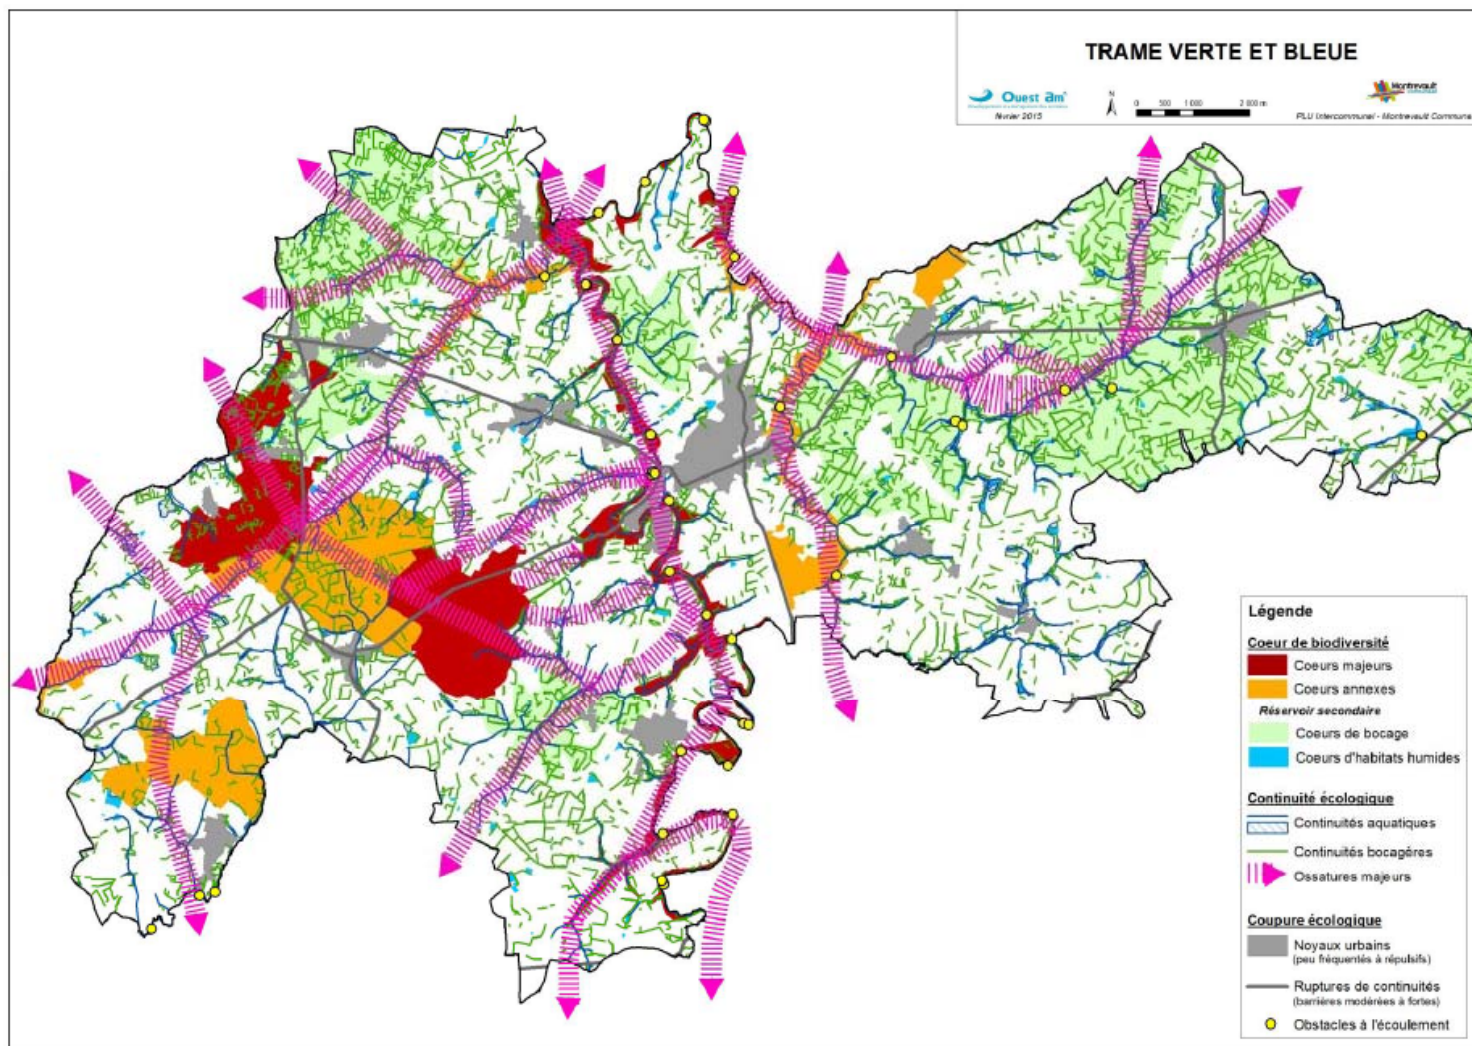 TRAME VERTE ET BLEUE
Ouest am'
février 2015
N
0 500 1 000 2 000 m
Montrevault
PLU Intercommunal - Montrevault Commune
Légende
Coeur de biodiversité
Coeurs majeurs
Coeurs annexes
Réservoir secondaire
Coeurs de bocage
Coeurs d'habitats humides
Continuité écologique
Continuités aquatiques
Continuités bocagères
Ossatures majeurs
Coupure écologique
Noyaux urbains
(peu fréquentés à répulsifs)
Ruptures de continuités
(barrières modérées à fortes)
Obstacles à l'écoulement